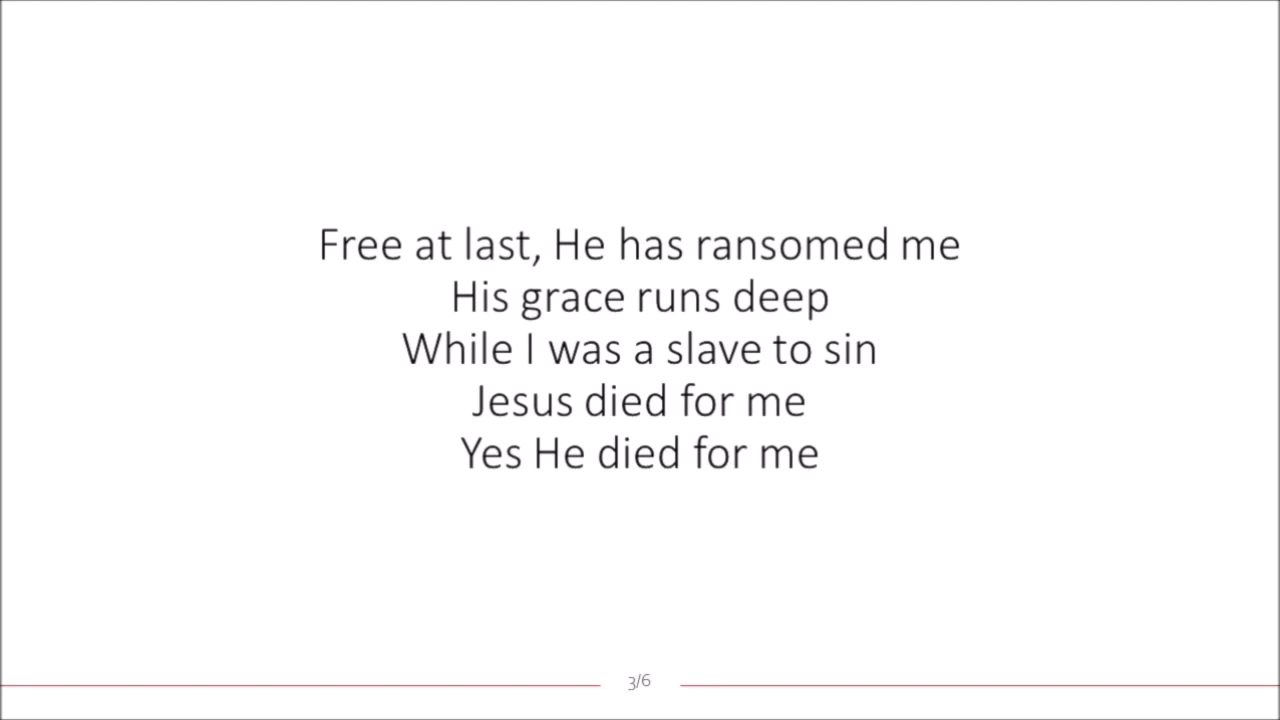 Free at last, He has ransomed me
His grace runs deep
While I was a slave to sin
Jesus died for me
Yes He died for me
3/6